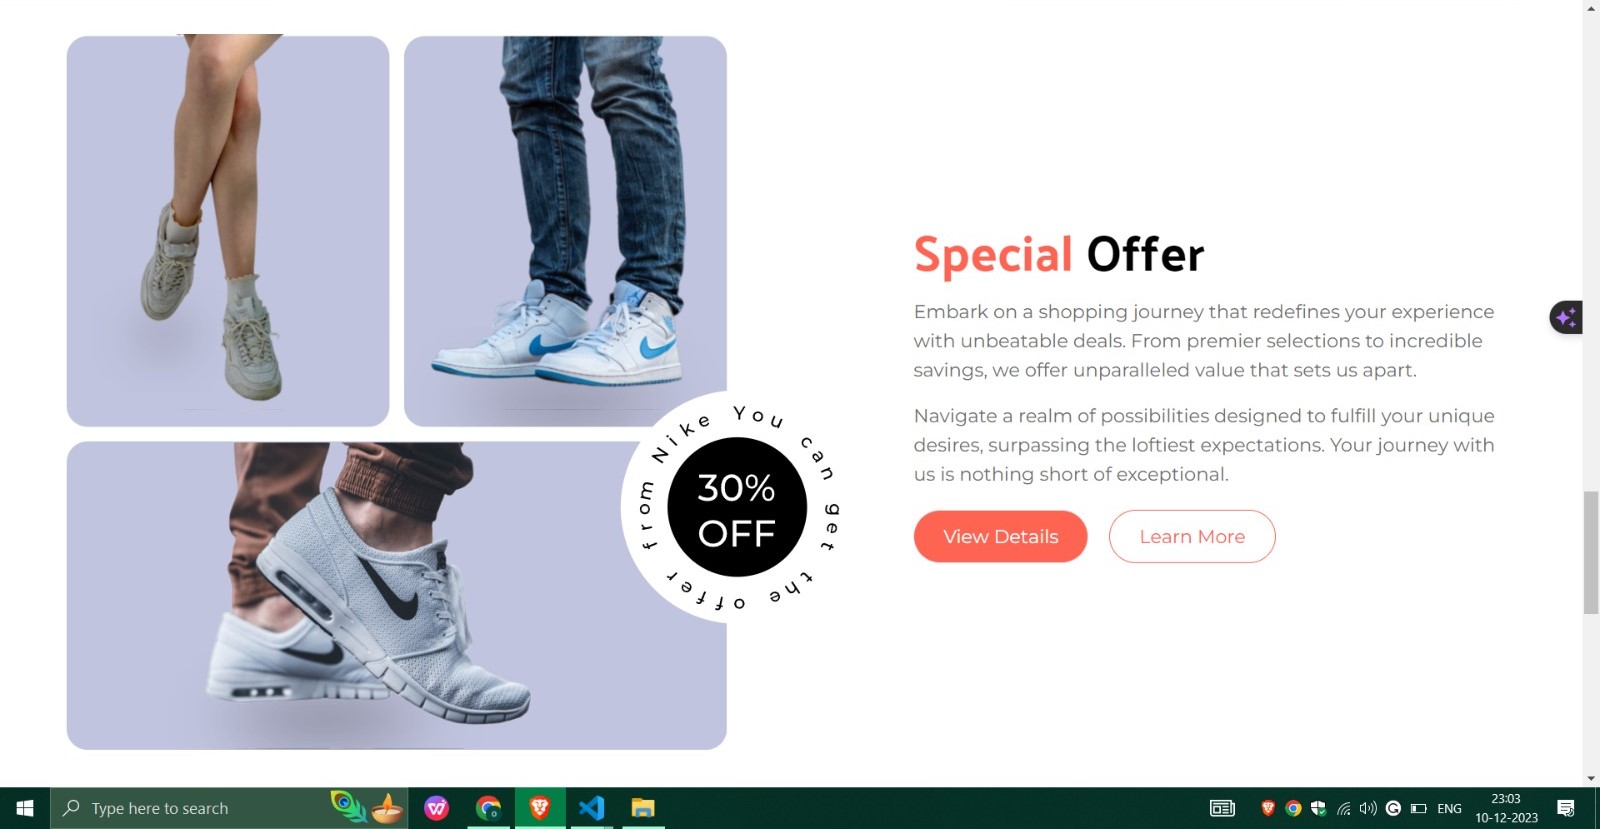 Special Offer
Embark on a shopping journey that redefines your experience
with unbeatable deals. From premier selections to incredible
savings, we offer unparalleled value that sets us apart.
Navigate a realm of possibilities designed to fulfill your unique
desires, surpassing the loftiest expectations. Your journey with
us is nothing short of exceptional.
View Details
Learn More
You can get the offer from Nike
30%
OFF
Type here to search
ENG
23:03
10-12-2023